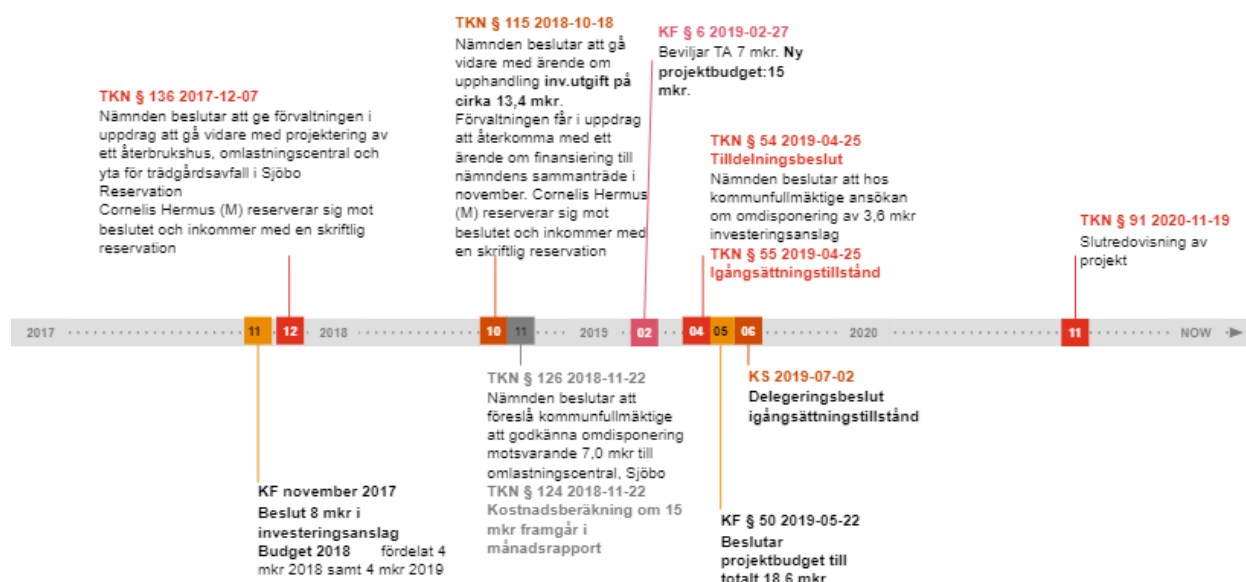 TKN § 136 2017-12-07
Nämnden beslutar att ge förvaltningen i
uppdrag att gå vidare med projektering av
ett återbrukshus, omlastningscentral och
yta för trädgårdsavfall i Sjöbo
Reservation
Cornelis Hermus (M) reserverar sig mot
beslutet och inkommer med en skriftlig
reservation
TKN § 115 2018-10-18
Nämnden beslutar att gå
vidare med ärende om
upphandling inv.utgift på
cirka 13,4 mkr.
Förvaltningen får i uppdrag
att återkomma med ett
ärende om finansiering till
nämndens sammanträde i
november. Cornelis Hermus
(M) reserverar sig mot
beslutet och inkommer med
en skriftlig reservation
KF § 6 2019-02-27
Beviljar TA 7 mkr. Ny
projektbudget:15
mkr.
TKN § 54 2019-04-25
Tilldelningsbeslut
Nämnden beslutar att hos
kommunfullmäktige ansökan
om omdisponering av 3,6 mkr
investeringsanslag
TKN § 55 2019-04-25
Igångsättningstillstånd
TKN § 91 2020-11-19
Slutredovisning av
projekt
2017 11 12 2018 10 11 2019 02 04 05 06 2020 11 NOW
KF november 2017
Beslut 8 mkr i
investeringsanslag
Budget 2018 fördelat 4
mkr 2018 samt 4 mkr 2019
TKN § 126 2018-11-22
Nämnden beslutar att
föreslå kommunfullmäktige
att godkänna omdisponering
motsvarande 7,0 mkr till
omlastningscentral, Sjöbo
TKN § 124 2018-11-22
Kostnadsberäkning om 15
mkr framgår i
månadsrapport
KS 2019-07-02
Delegeringsbeslut
igångsättningstillstånd
KF § 50 2019-05-22
Beslutar
projektbudget till
totalt 18,6 mkr